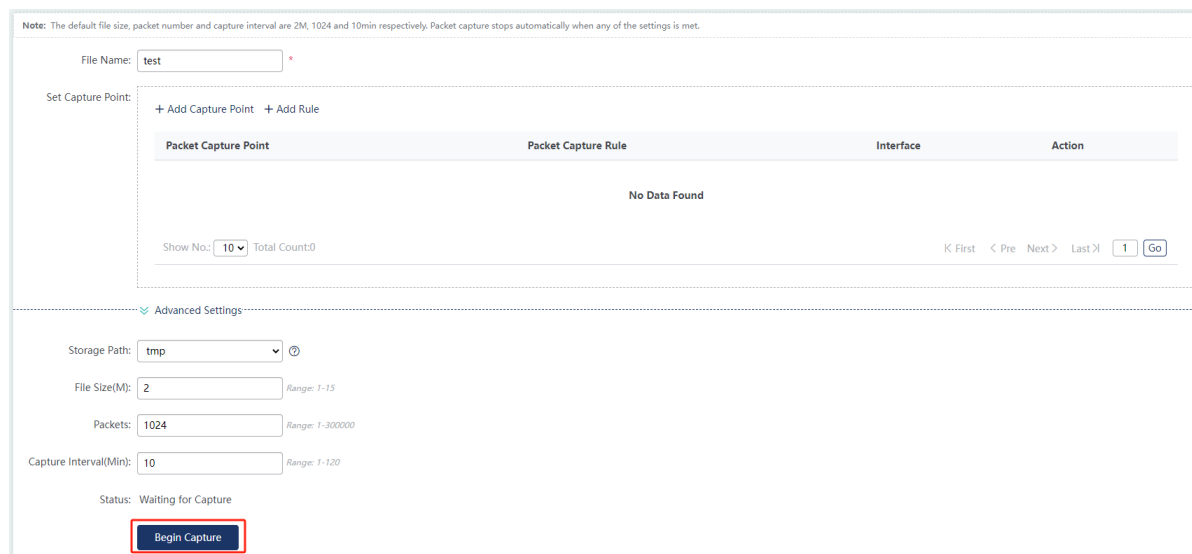 Note: The default file size, packet number and capture interval are 2M, 1024 and 10min respectively. Packet capture stops automatically when any of the settings is met.
File Name: test *
Set Capture Point:
+ Add Capture Point + Add Rule
Packet Capture Point Packet Capture Rule Interface Action
No Data Found
Show No.: 10 Total Count:0 First Pre Next Last 1 Go
Advanced Settings
Storage Path: tmp
File Size(M): 2 Range: 1-15
Packets: 1024 Range: 1-300000
Capture Interval(Min): 10 Range: 1-120
Status: Waiting for Capture
Begin Capture